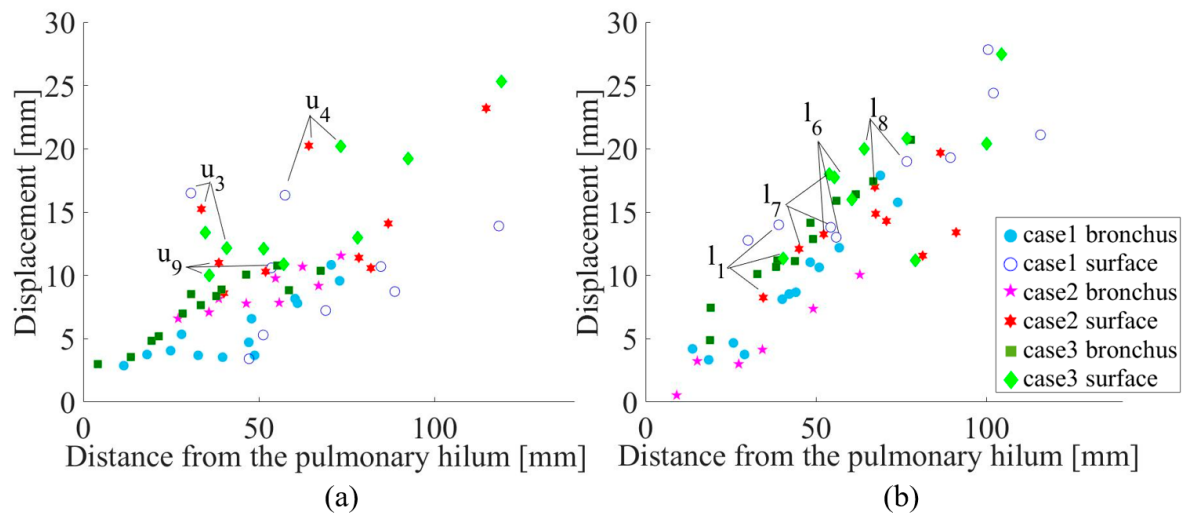 (a)
30
25
20
15
10
5
0
Displacement [mm]
u4
u3
u9
0
50
100
Distance from the pulmonary hilum [mm]
(b)
30
25
20
15
10
5
0
Displacement [mm]
l6
l8
l7
l1
case1 bronchus
case1 surface
case2 bronchus
case2 surface
case3 bronchus
case3 surface
0
50
100
Distance from the pulmonary hilum [mm]
(a)
(b)